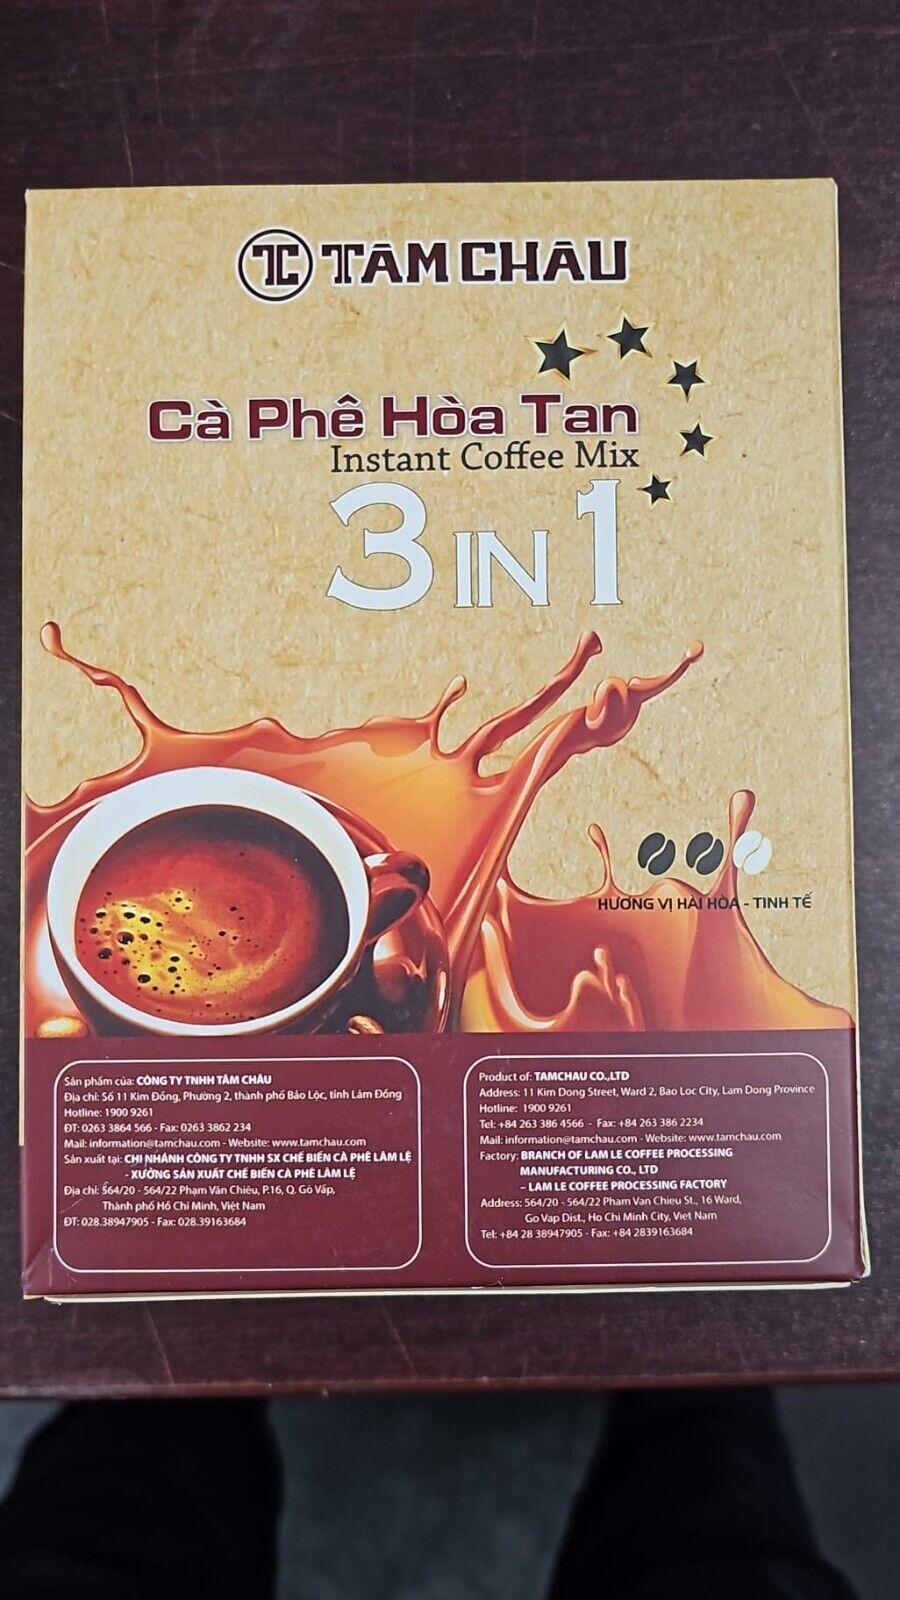 TC TÂM CHÂU
Cà Phê Hòa Tan
Instant Coffee Mix
3 IN 1
HƯƠNG VỊ HÀI HÒA - TINH TẾ
Sản phẩm của: CÔNG TY TNHH TÂM CHÂU
Địa chỉ: Số 11 Kim Đồng, Phường 2, thành phố Bảo Lộc, tỉnh Lâm Đồng
Hotline: 1900 9261
ĐT: 0263 3864 566 - Fax: 0263 3862 234
Mail: information@tamchau.com - Website: www.tamchau.com
Sản xuất tại: CHI NHÁNH CÔNG TY TNHH SX CHẾ BIẾN CÀ PHÊ LÂM LỆ
- XƯỞNG SẢN XUẤT CHẾ BIẾN CÀ PHÊ LÂM LỆ
Địa chỉ: 564/20 - 564/22 Phạm Văn Chiêu, P.16, Q. Gò Vấp,
Thành phố Hồ Chí Minh, Việt Nam
ĐT: 028.38947905 - Fax: 028.39163684
Product of: TAMCHAU CO.,LTD
Address: 11 Kim Dong Street, Ward 2, Bao Loc City, Lam Dong Province
Hotline: 1900 9261
Tel: +84 263 386 4566 - Fax: +84 263 386 2234
Mail: information@tamchau.com - Website: www.tamchau.com
Factory: BRANCH OF LAM LE COFFEE PROCESSING
MANUFACTURING CO., LTD
– LAM LE COFFEE PROCESSING FACTORY
Address: 564/20 - 564/22 Pham Van Chieu St., 16 Ward,
Go Vap Dist., Ho Chi Minh City, Viet Nam
Tel: +84 28 38947905 - Fax: +84 2839163684